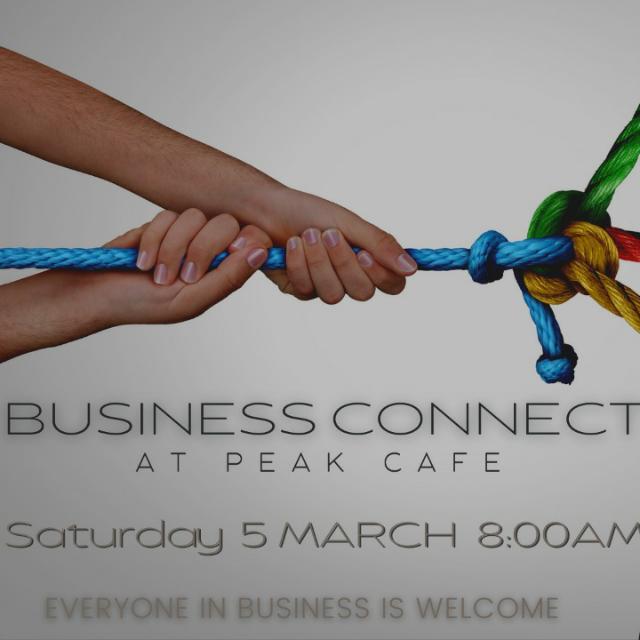 BUSINESS CONNECT
AT PEAK CAFE
Saturday 5 MARCH 8:00AM
EVERYONE IN BUSINESS IS WELCOME